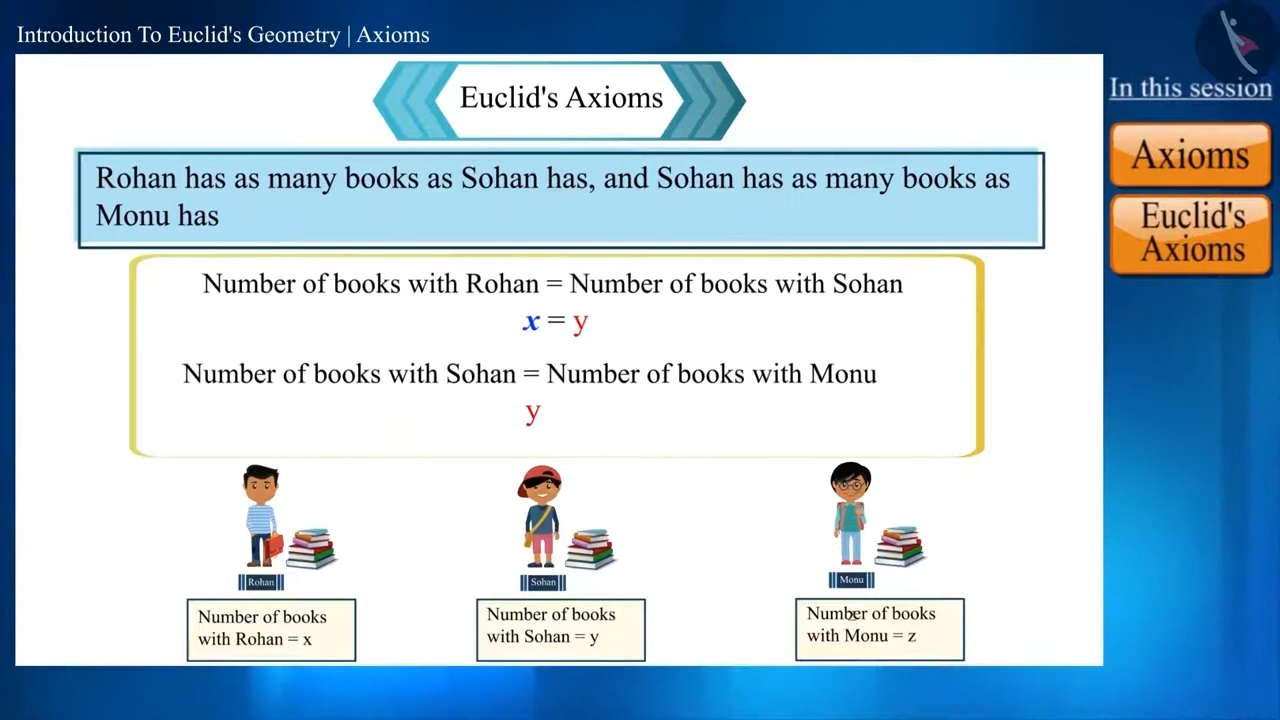 Introduction To Euclid's Geometry | Axioms
In this session
Axioms
Euclid's
Axioms
Euclid's Axioms
Rohan has as many books as Sohan has, and Sohan has as many books as
Monu has
Number of books with Rohan = Number of books with Sohan
x = y
Number of books with Sohan = Number of books with Monu
y
Rohan
Sohan
Monu
Number of books
with Rohan = x
Number of books
with Sohan = y
Number of books
with Monu = z